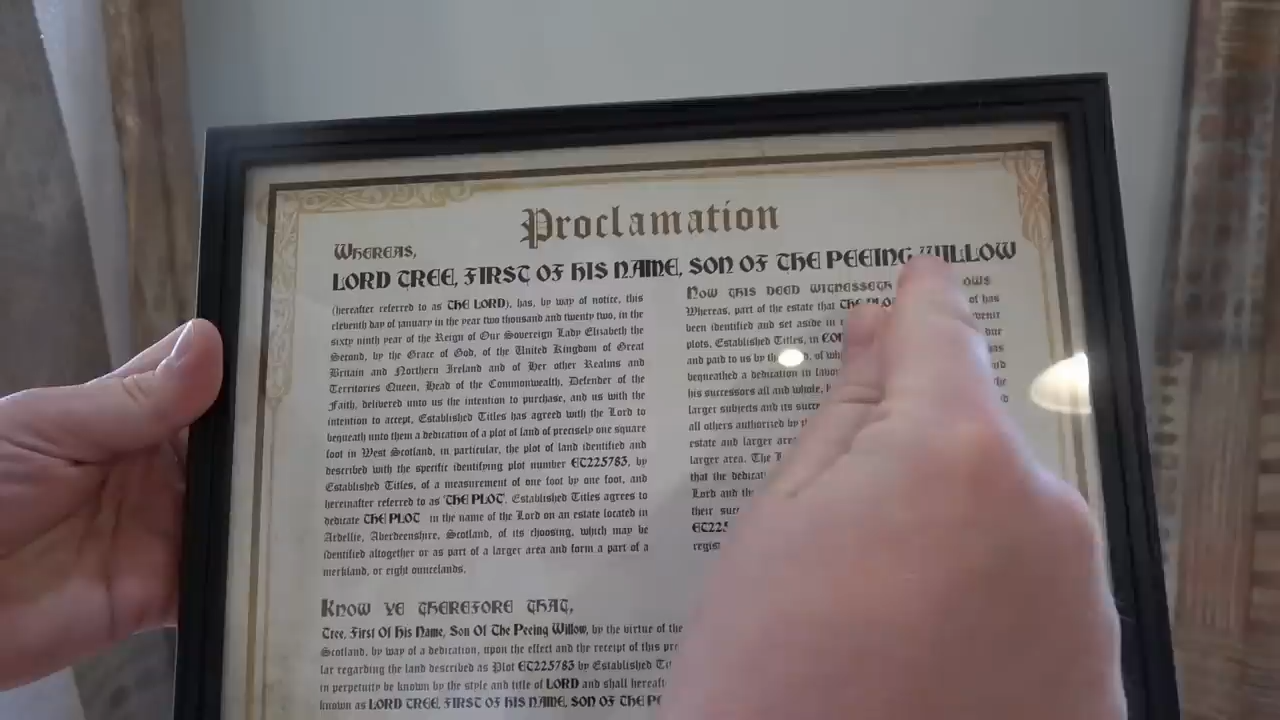 Proclamation
Whereas,
LORD TREE, FIRST OF HIS NAME, SON OF THE PEEING WILLOW
(hereafter referred to as THE LORD), has, by way of notice, this
eleventh day of january in the year two thousand and twenty two, in the
sixty ninth year of the Reign of Our Sovereign Lady Elizabeth the
Second, by the Grace of God, of the United Kingdom of Great
Britain and Northern Ireland and of Her other Realms and
Territories Queen, Head of the Commonwealth, Defender of the
Faith, delivered unto us the intention to purchase, and us with the
intention to accept, Established Titles has agreed with the Lord to
bequeath unto them a dedication of a plot of land of precisely one square
foot in West Scotland, in particular, the plot of land identified and
described with the specific identifying plot number ET225783, by
Established Titles, of a measurement of one foot by one foot, and
hereinafter referred to as 'THE PLOT'. Established Titles agrees to
dedicate THE PLOT in the name of the Lord on an estate located in
Ardallie, Aberdeenshire, Scotland, of its choosing, which may be
identified altogether or as part of a larger area and form a part of a
merkland, or eight ouncelands.
Now this deed witnesseth
Whereas, part of the estate that of has
been identified and set aside in
plots, Established Titles, in
and paid to us by the of
bequeathed a dedication in
his successors all and whole,
larger subjects and its
all others authorized by
estate and larger
larger area. The
that the
Lord and the
their
Know ye therefore that,
Tree, First Of His Name, Son Of The Peeing Willow, by the virtue of the
Scotland, by way of a dedication, upon the effect and the receipt of this
lar regarding the land described as Plot ET225783 by Established
in perpetuity be known by the style and title of LORD and shall
known as LORD TREE, FIRST OF HIS NAME, SON OF THE